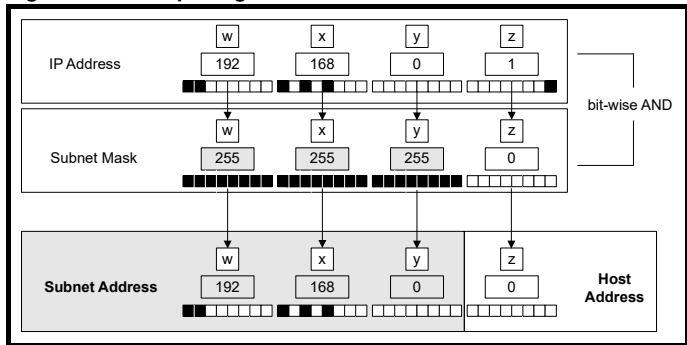 w x y z
IP Address 192 168 0 1
bit-wise AND
w x y z
Subnet Mask 255 255 255 0
w x y z
Subnet Address 192 168 0 0 Host
Address